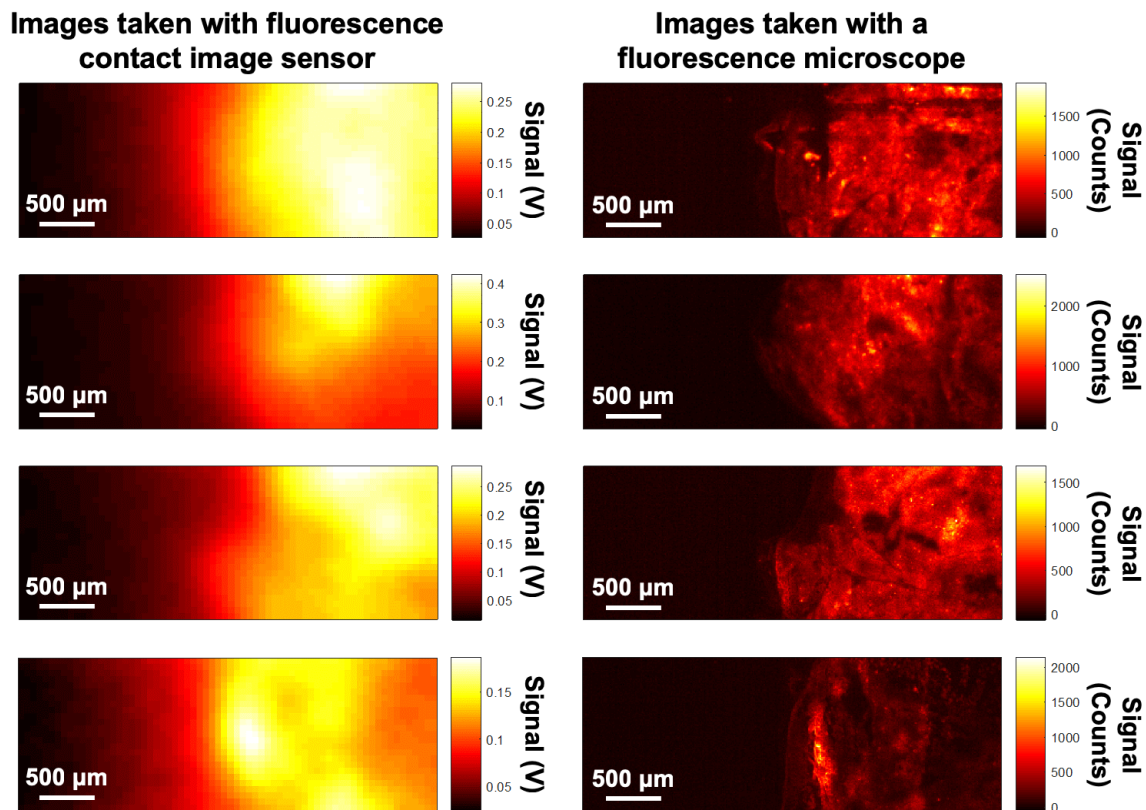 Images taken with fluorescence
contact image sensor
Images taken with a
fluorescence microscope
500 µm
0.25
0.2
0.15
0.1
0.05
Signal (V)
500 µm
1500
1000
500
0
Signal
(Counts)
500 µm
0.4
0.3
0.2
0.1
Signal (V)
500 µm
2000
1000
0
Signal
(Counts)
500 µm
0.25
0.2
0.15
0.1
0.05
Signal (V)
500 µm
1500
1000
500
0
Signal
(Counts)
500 µm
0.15
0.1
0.05
Signal (V)
500 µm
2000
1500
1000
500
0
Signal
(Counts)